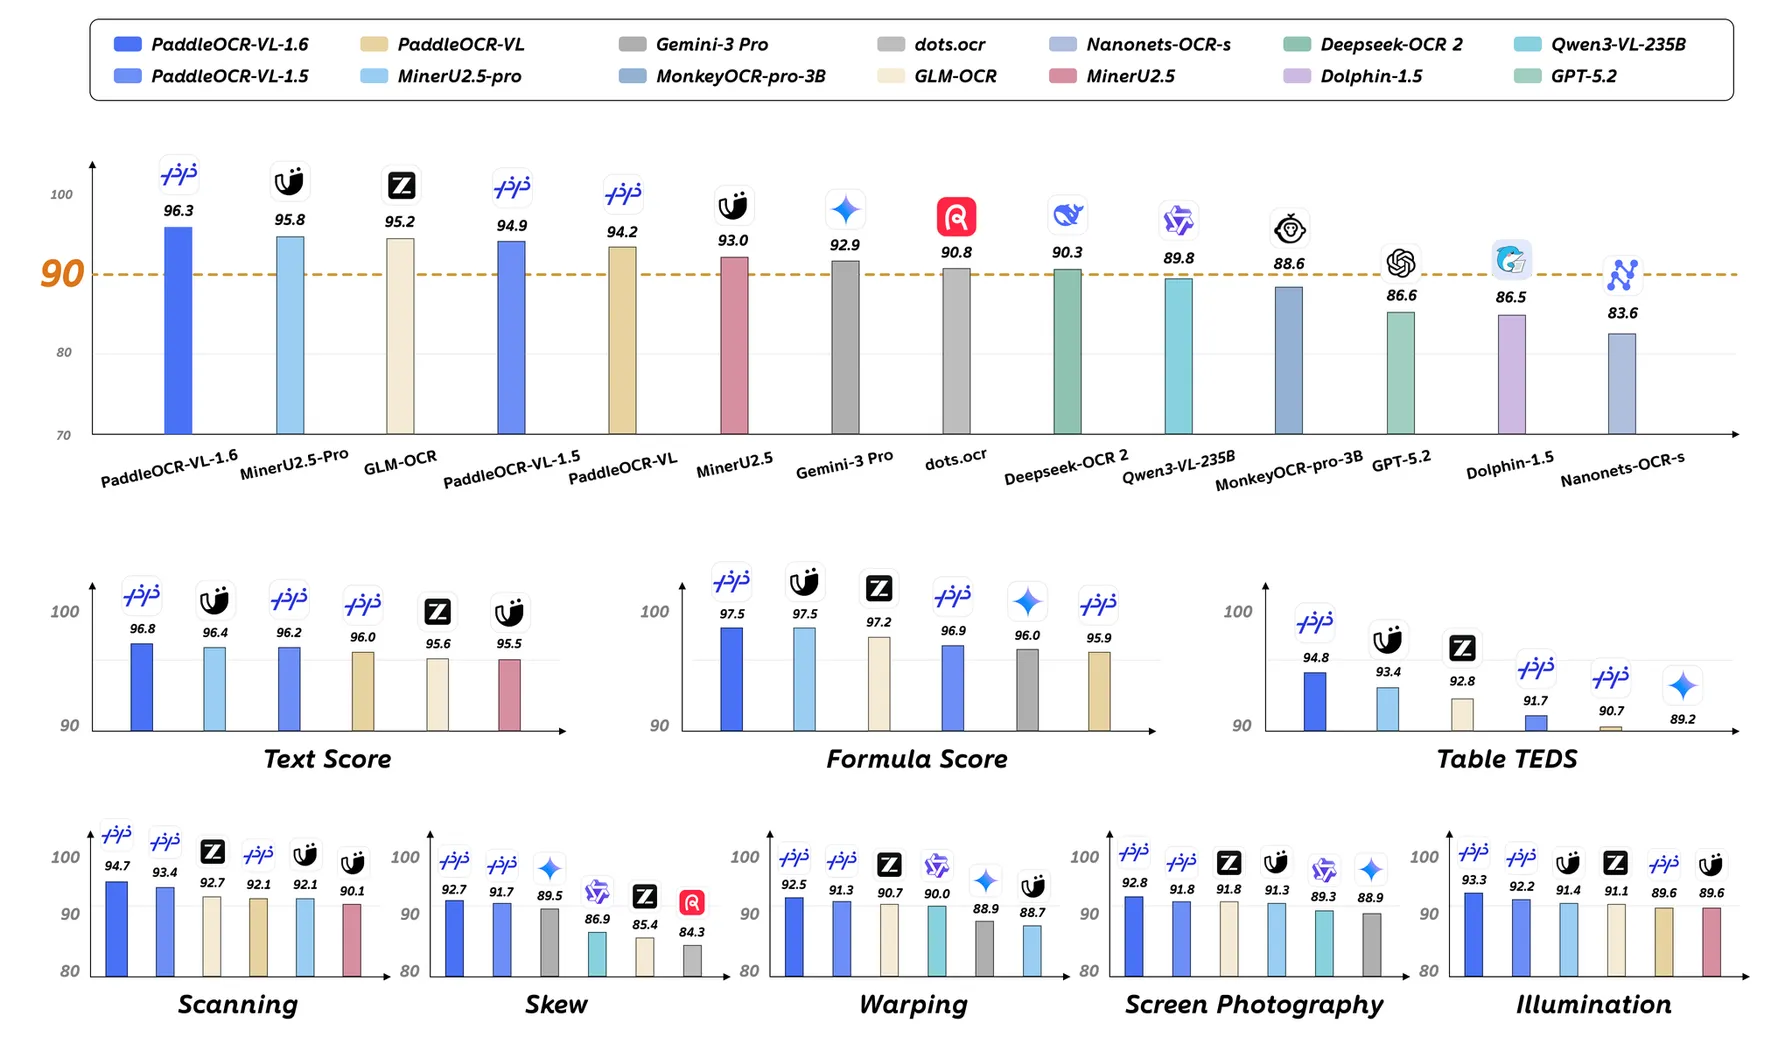 PaddleOCR-VL-1.6 PaddleOCR-VL Gemini-3 Pro dots.ocr Nanonets-OCR-s Deepseek-OCR 2 Qwen3-VL-235B
PaddleOCR-VL-1.5 MinerU2.5-pro MonkeyOCR-pro-3B GLM-OCR MinerU2.5 Dolphin-1.5 GPT-5.2
100
90
80
70
96.3 95.8 95.2 94.9 94.2 93.0 92.9 90.8 90.3 89.8 88.6 86.6 86.5 83.6
PaddleOCR-VL-1.6 MinerU2.5-Pro GLM-OCR PaddleOCR-VL-1.5 PaddleOCR-VL MinerU2.5 Gemini-3 Pro dots.ocr Deepseek-OCR 2 Qwen3-VL-235B MonkeyOCR-pro-3B GPT-5.2 Dolphin-1.5 Nanonets-OCR-s
100
90
96.8 96.4 96.2 96.0 95.6 95.5
Text Score
100
90
97.5 97.5 97.2 96.9 96.0 95.9
Formula Score
100
90
94.8 93.4 92.8 91.7 90.7 89.2
Table TEDS
100
90
80
94.7 93.4 92.7 92.1 92.1 90.1
Scanning
100
90
80
92.7 91.7 89.5 86.9 85.4 84.3
Skew
100
90
80
92.5 91.3 90.7 90.0 88.9 88.7
Warping
100
90
80
92.8 91.8 91.8 91.3 89.3 88.9
Screen Photography
100
90
80
93.3 92.2 91.4 91.1 89.6 89.6
Illumination